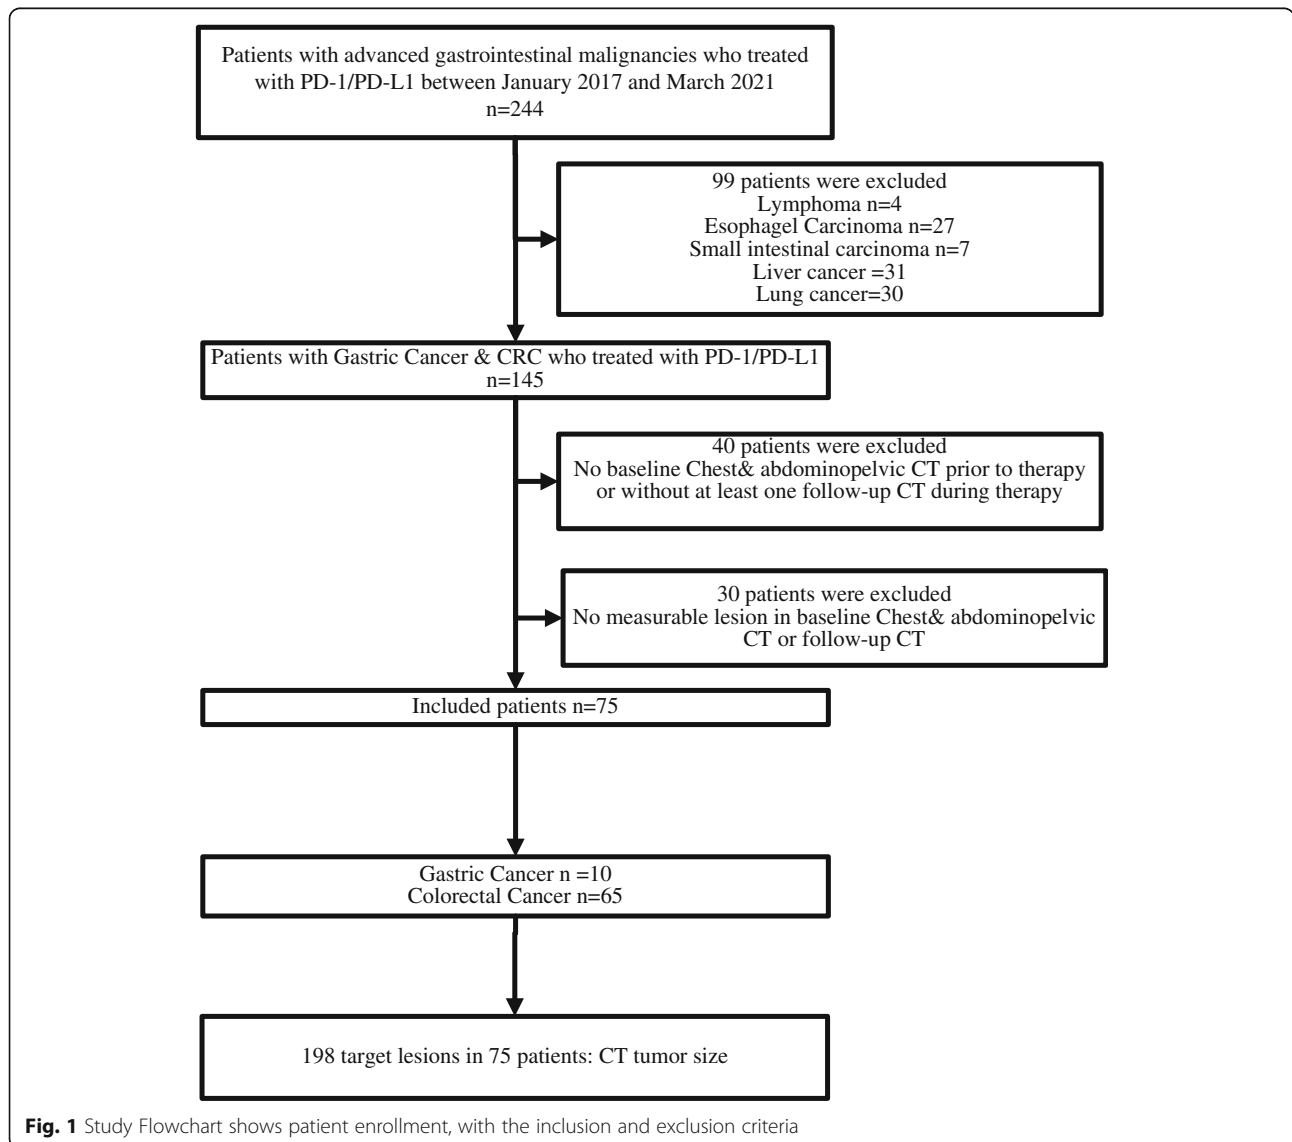 Patients with advanced gastrointestinal malignancies who treated
with PD-1/PD-L1 between January 2017 and March 2021
n=244
99 patients were excluded
Lymphoma n=4
Esophagel Carcinoma n=27
Small intestinal carcinoma n=7
Liver cancer =31
Lung cancer=30
Patients with Gastric Cancer & CRC who treated with PD-1/PD-L1
n=145
40 patients were excluded
No baseline Chest& abdominopelvic CT prior to therapy
or without at least one follow-up CT during therapy
30 patients were excluded
No measurable lesion in baseline Chest& abdominopelvic
CT or follow-up CT
Included patients n=75
Gastric Cancer n =10
Colorectal Cancer n=65
198 target lesions in 75 patients: CT tumor size
Fig. 1 Study Flowchart shows patient enrollment, with the inclusion and exclusion criteria